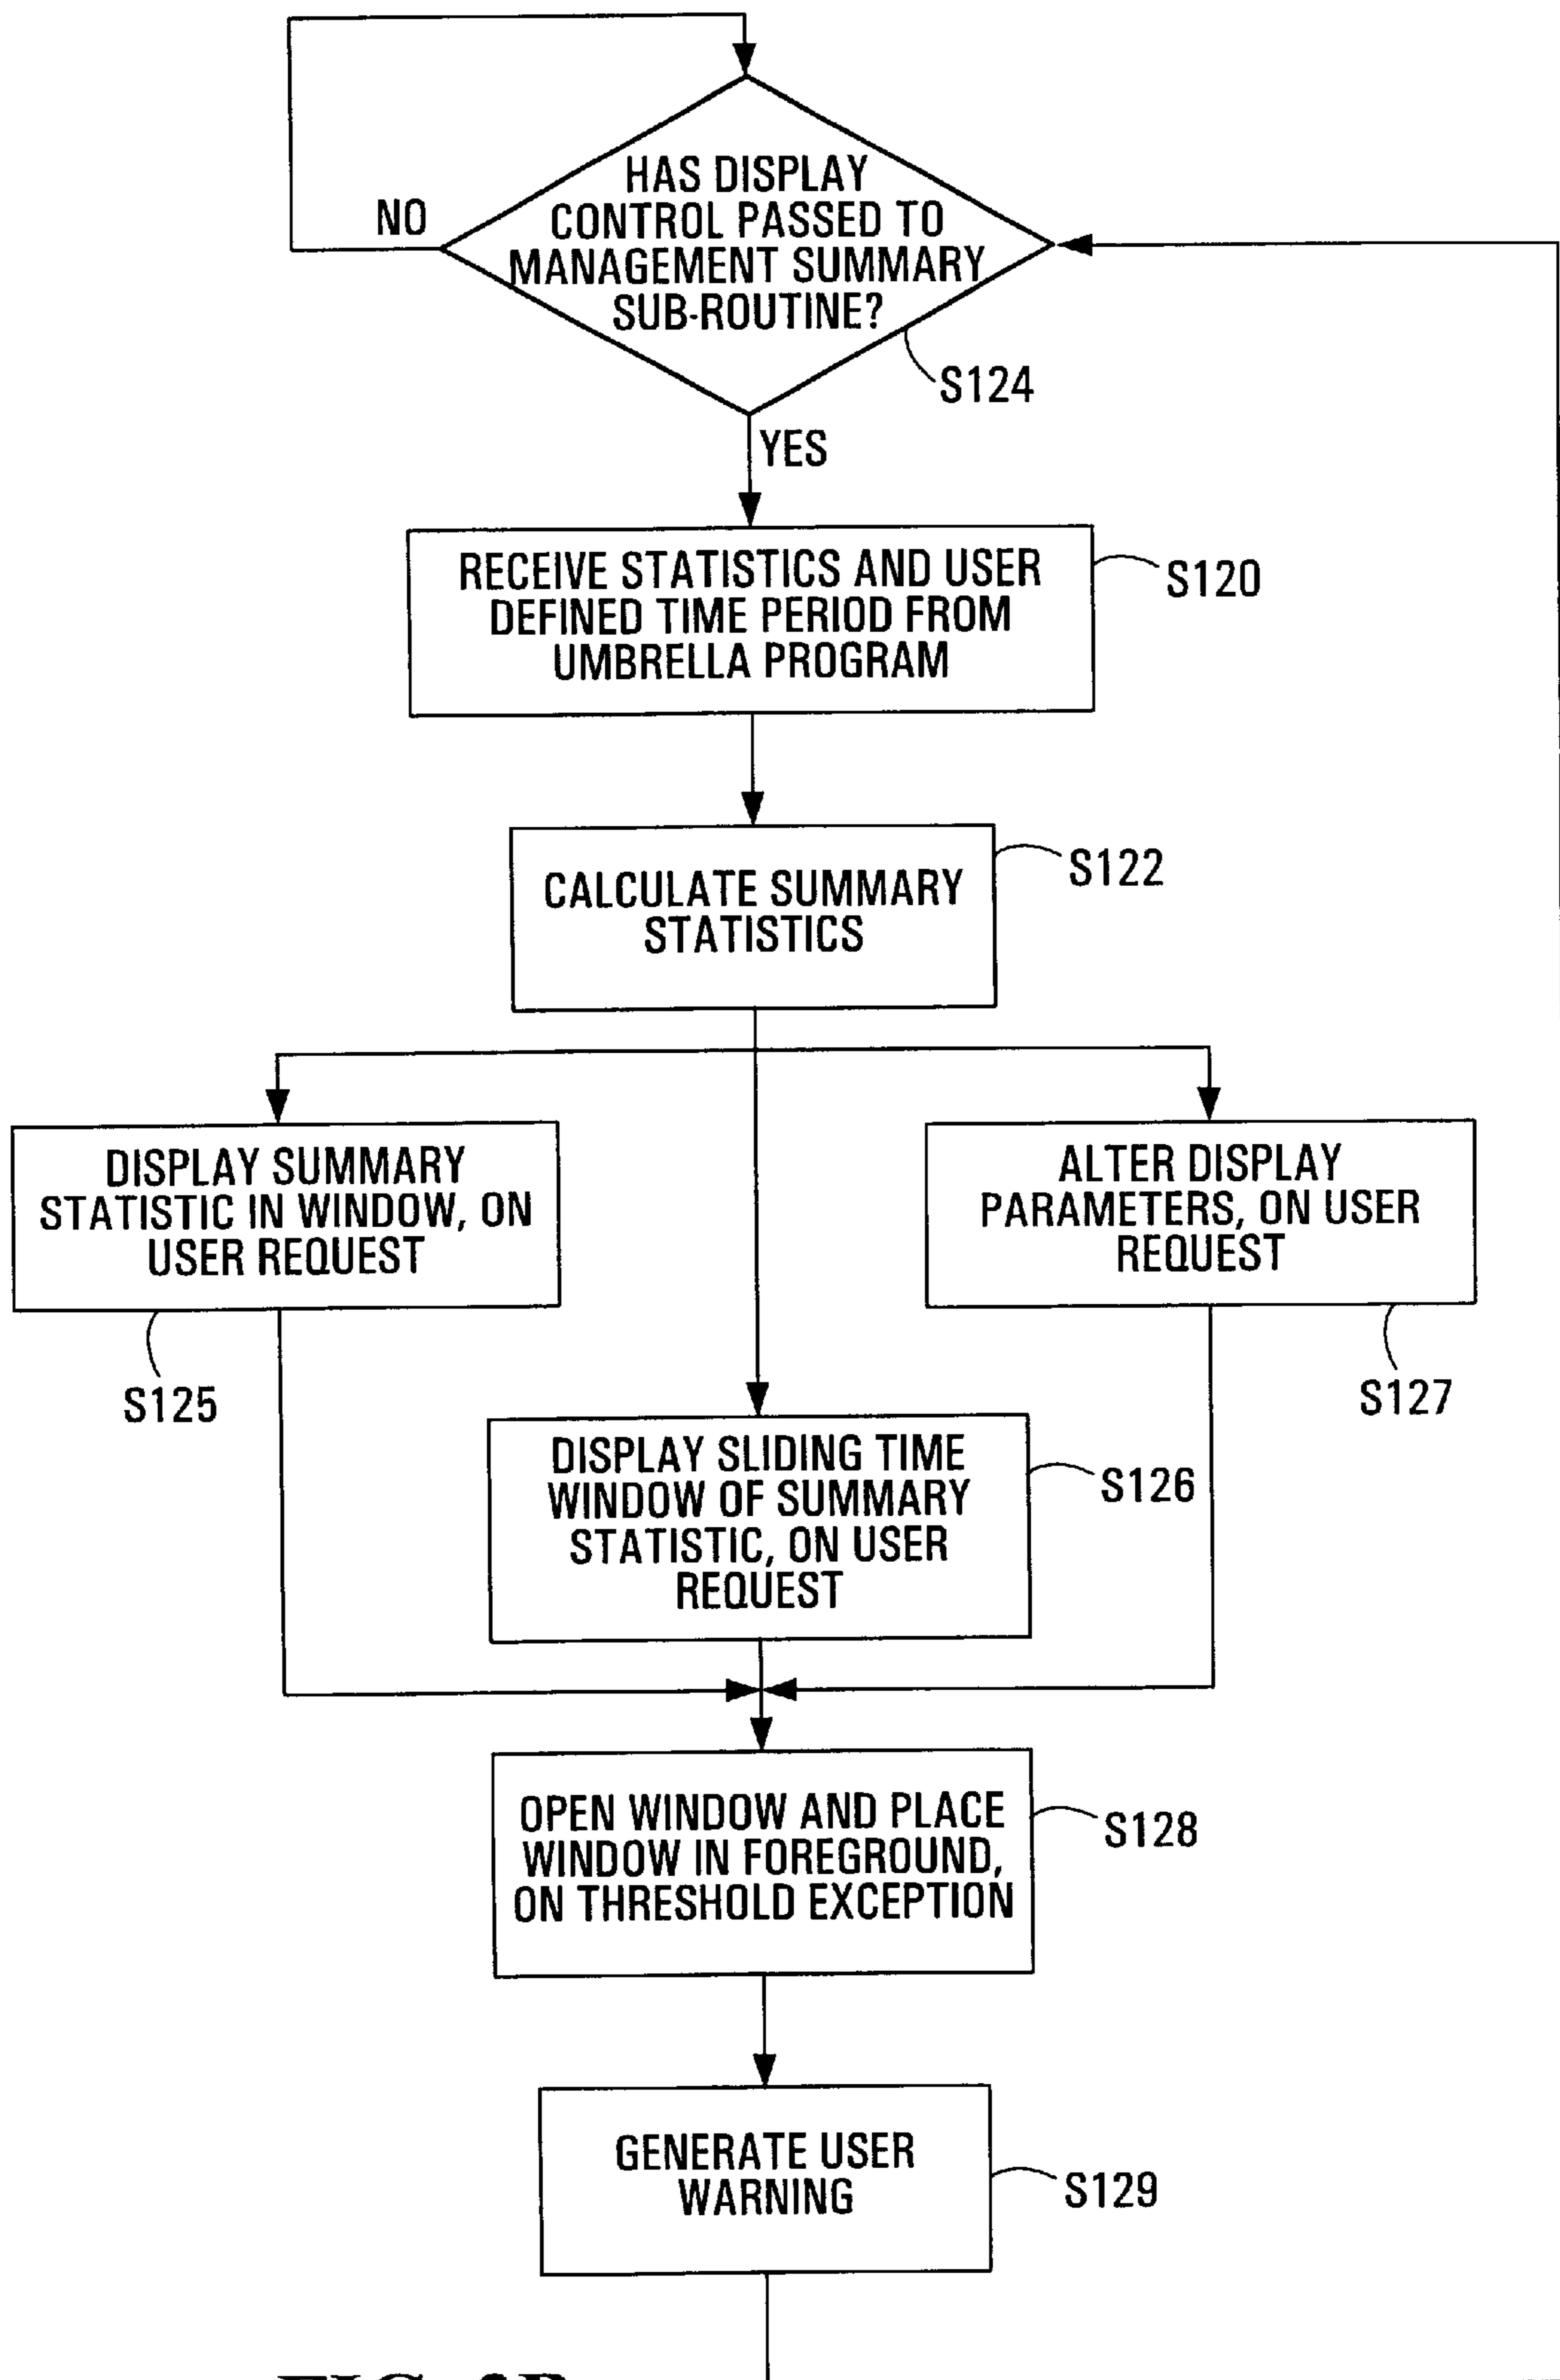 HAS DISPLAY
CONTROL PASSED TO
MANAGEMENT SUMMARY
SUB-ROUTINE?
NO
S124
YES
RECEIVE STATISTICS AND USER
DEFINED TIME PERIOD FROM
UMBRELLA PROGRAM
S120
CALCULATE SUMMARY
STATISTICS
S122
DISPLAY SUMMARY
STATISTIC IN WINDOW, ON
USER REQUEST
S125
ALTER DISPLAY
PARAMETERS, ON USER
REQUEST
S127
DISPLAY SLIDING TIME
WINDOW OF SUMMARY
STATISTIC, ON USER
REQUEST
S126
OPEN WINDOW AND PLACE
WINDOW IN FOREGROUND,
ON THRESHOLD EXCEPTION
S128
GENERATE USER
WARNING
S129